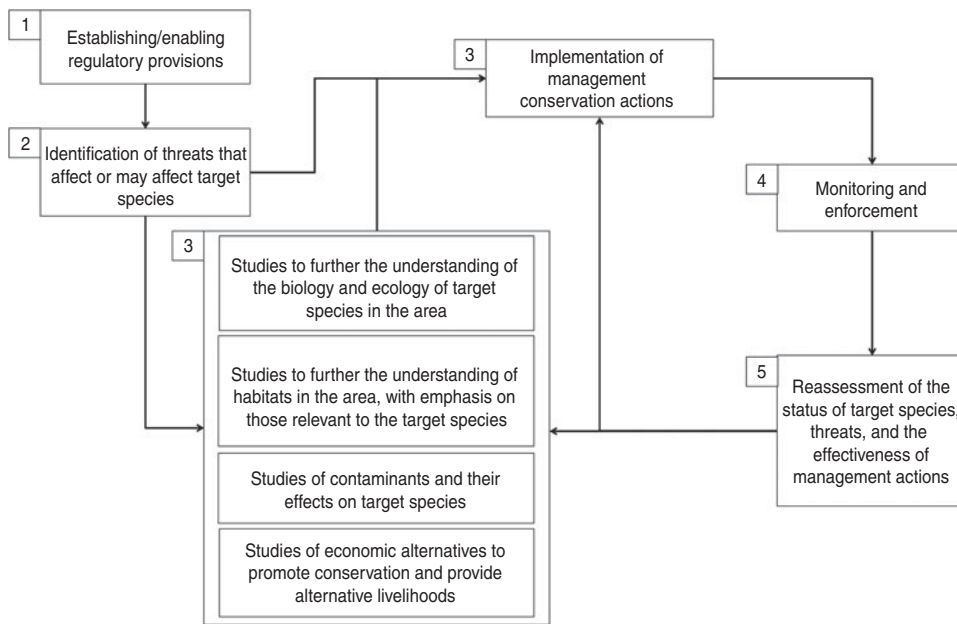 1
Establishing/enabling
regulatory provisions
2
Identification of threats that
affect or may affect target
species
3
Studies to further the understanding of
the biology and ecology of target
species in the area
Studies to further the understanding of
habitats in the area, with emphasis on
those relevant to the target species
Studies of contaminants and their
effects on target species
Studies of economic alternatives to
promote conservation and provide
alternative livelihoods
3
Implementation of
management
conservation actions
4
Monitoring and
enforcement
5
Reassessment of the
status of target species,
threats, and the
effectiveness of
management actions